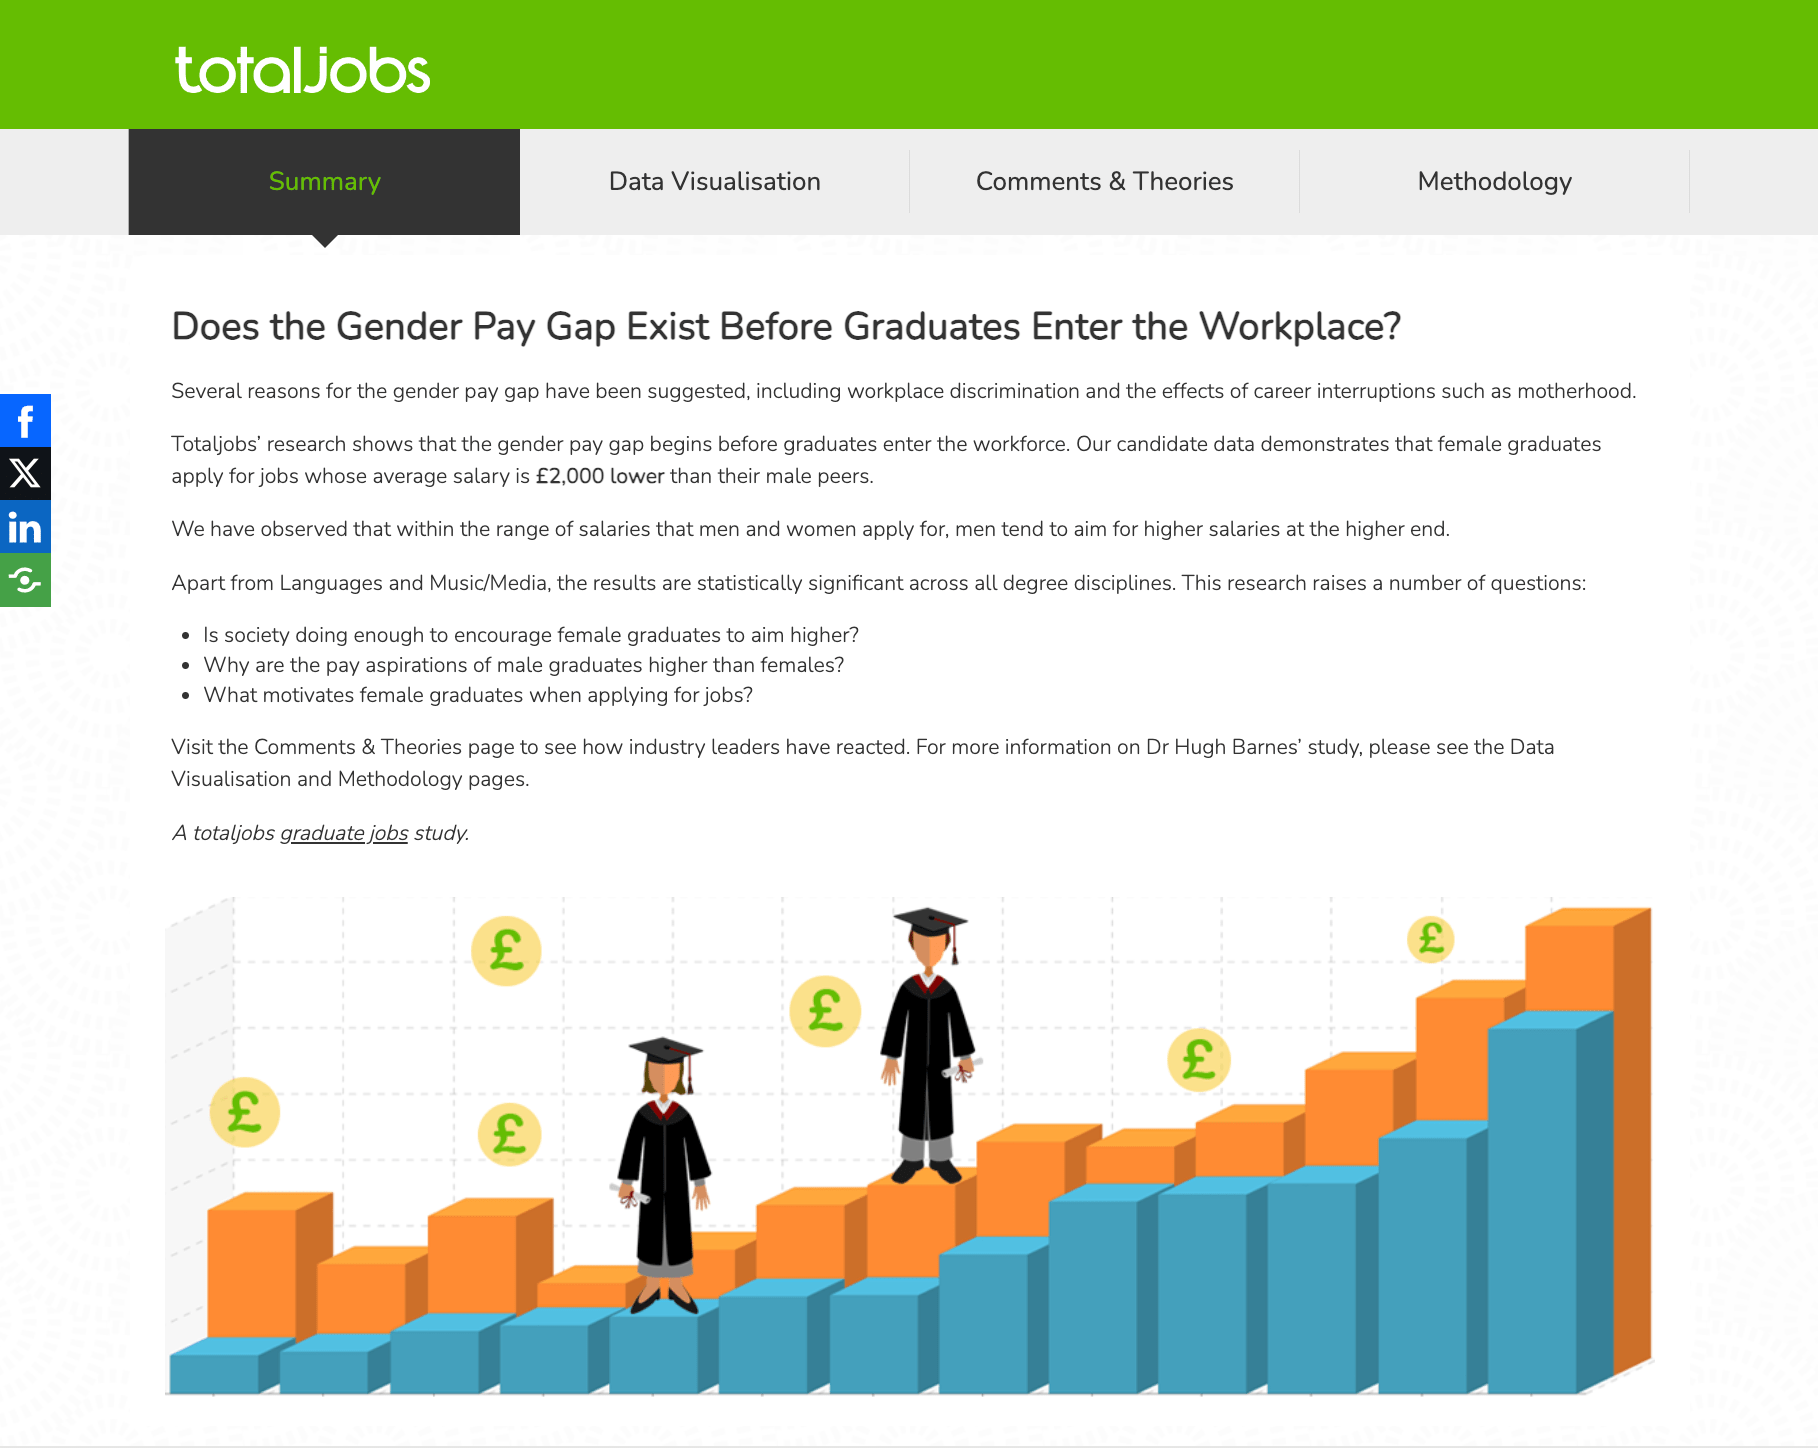 totaljobs
Summary
Data Visualisation
Comments & Theories
Methodology
Does the Gender Pay Gap Exist Before Graduates Enter the Workplace?
Several reasons for the gender pay gap have been suggested, including workplace discrimination and the effects of career interruptions such as motherhood.
Totaljobs’ research shows that the gender pay gap begins before graduates enter the workforce. Our candidate data demonstrates that female graduates
apply for jobs whose average salary is £2,000 lower than their male peers.
We have observed that within the range of salaries that men and women apply for, men tend to aim for higher salaries at the higher end.
Apart from Languages and Music/Media, the results are statistically significant across all degree disciplines. This research raises a number of questions:
• Is society doing enough to encourage female graduates to aim higher?
• Why are the pay aspirations of male graduates higher than females?
• What motivates female graduates when applying for jobs?
Visit the Comments & Theories page to see how industry leaders have reacted. For more information on Dr Hugh Barnes’ study, please see the Data
Visualisation and Methodology pages.
A totaljobs graduate jobs study.
£
£
£
£
£
£